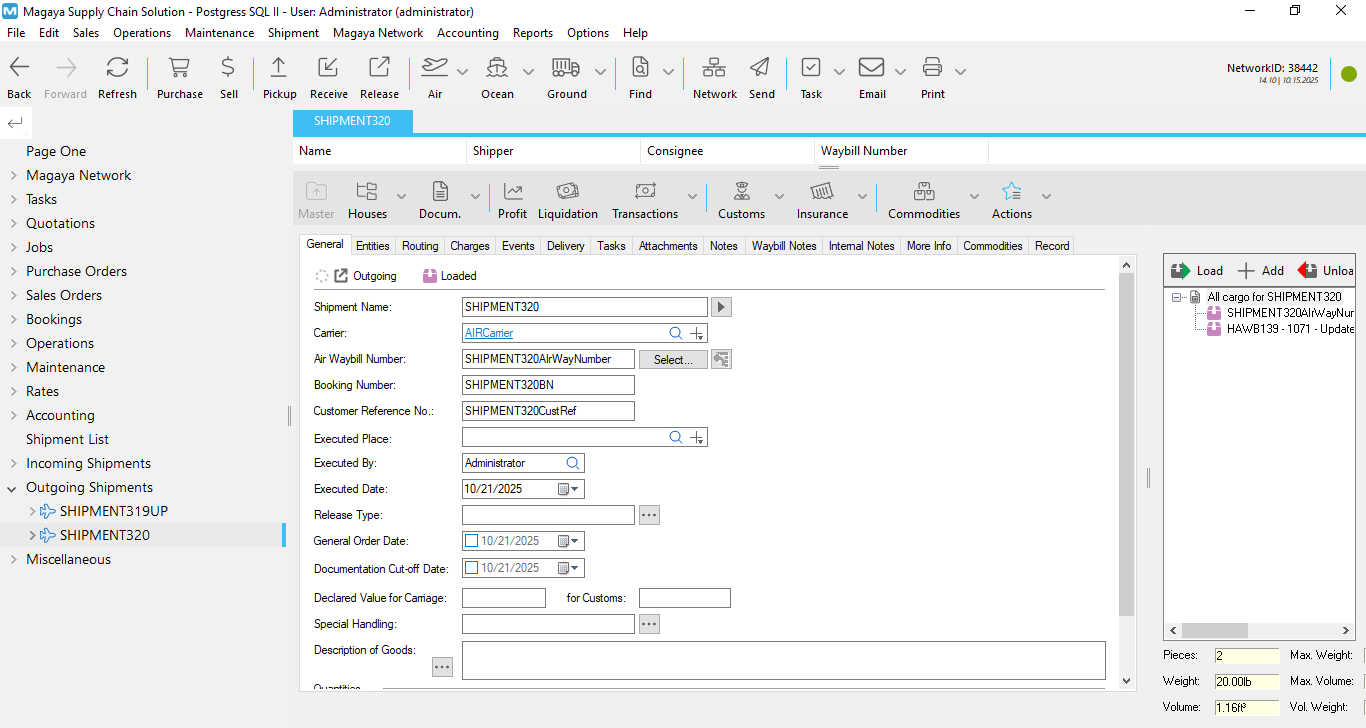 Magaya Supply Chain Solution - Postgress SQL II - User: Administrator (administrator)
File Edit Sales Operations Maintenance Shipment Magaya Network Accounting Reports Options Help
Back Forward Refresh Purchase Sell Pickup Receive Release Air Ocean Ground Find Network Send Task Email Print
NetworkID: 38442
14.10 | 10.15.2025
Page One
Magaya Network
Tasks
Quotations
Jobs
Purchase Orders
Sales Orders
Bookings
Operations
Maintenance
Rates
Accounting
Shipment List
Incoming Shipments
Outgoing Shipments
SHIPMENT319UP
SHIPMENT320
Miscellaneous
SHIPMENT320
Name Shipper Consignee Waybill Number
Master Houses Docum. Profit Liquidation Transactions Customs Insurance Commodities Actions
General Entities Routing Charges Events Delivery Tasks Attachments Notes Waybill Notes Internal Notes More Info Commodities Record
Outgoing Loaded
Shipment Name: SHIPMENT320
Carrier: AIRCarrier
Air Waybill Number: SHIPMENT320AIrWayNumber Select...
Booking Number: SHIPMENT320BN
Customer Reference No.: SHIPMENT320CustRef
Executed Place:
Executed By: Administrator
Executed Date: 10/21/2025
Release Type:
General Order Date: 10/21/2025
Documentation Cut-off Date: 10/21/2025
Declared Value for Carriage: for Customs:
Special Handling:
Description of Goods:
Quantities
Load Add Unloa
All cargo for SHIPMENT320
SHIPMENT320AIrWayNur
HAWB139 - 1071 - Update
Pieces: 2 Max. Weight:
Weight: 20.00lb Max. Volume:
Volume: 1.16ft³ Vol. Weight: